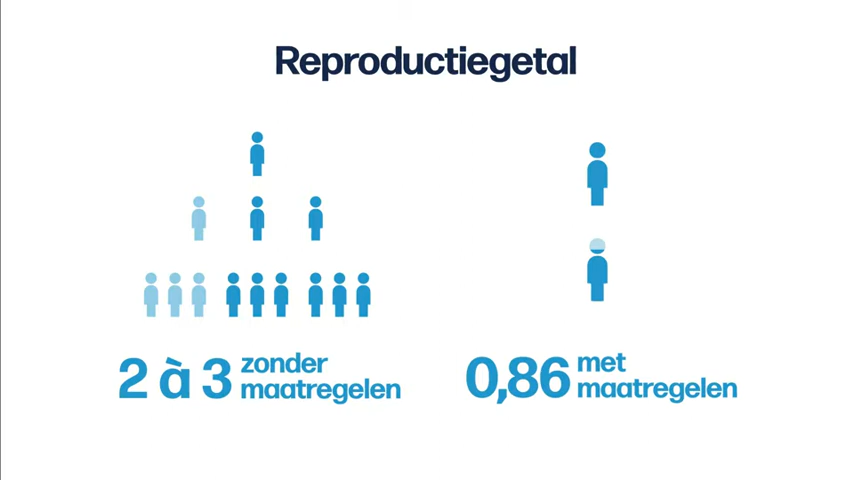 Reproductiegetal
2 à 3 zonder
maatregelen
0,86 met
maatregelen